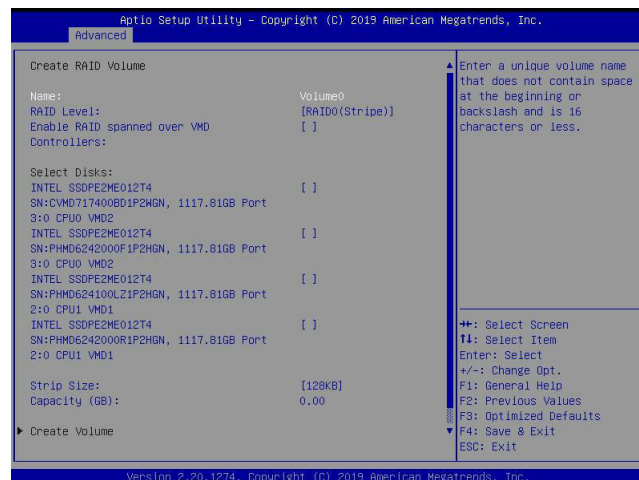 Aptio Setup Utility – Copyright (C) 2019 American Megatrends, Inc.
Advanced
Create RAID Volume
Name: Volume0
RAID Level: [RAID0(Stripe)]
Enable RAID spanned over VMD [ ]
Controllers:
Select Disks:
INTEL SSDPE2ME012T4 [ ]
SN:CVMD717400BD1P2WGN, 1117.81GB Port
3:0 CPU0 VMD2
INTEL SSDPE2ME012T4 [ ]
SN:PHMD6242000F1P2HGN, 1117.81GB Port
3:0 CPU0 VMD2
INTEL SSDPE2ME012T4 [ ]
SN:PHMD624100LZ1P2HGN, 1117.81GB Port
2:0 CPU1 VMD1
INTEL SSDPE2ME012T4 [ ]
SN:PHMD6242000R1P2HGN, 1117.81GB Port
2:0 CPU1 VMD1
Strip Size: [128KB]
Capacity (GB): 0.00
Create Volume
Enter a unique volume name
that does not contain space
at the beginning or
backslash and is 16
characters or less.
→←: Select Screen
↑↓: Select Item
Enter: Select
+/-: Change Opt.
F1: General Help
F2: Previous Values
F3: Optimized Defaults
F4: Save & Exit
ESC: Exit
Version 2.20.1274. Copyright (C) 2019 American Megatrends, Inc.